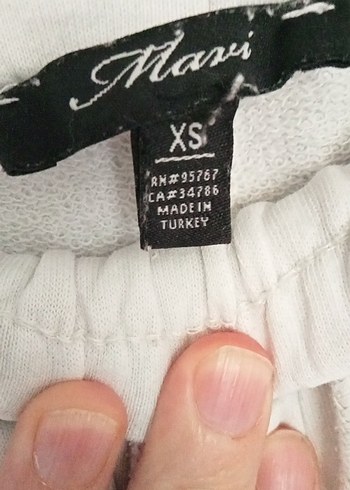 Mavi
XS
RN#95767
CA#34786
MADE IN
TURKEY